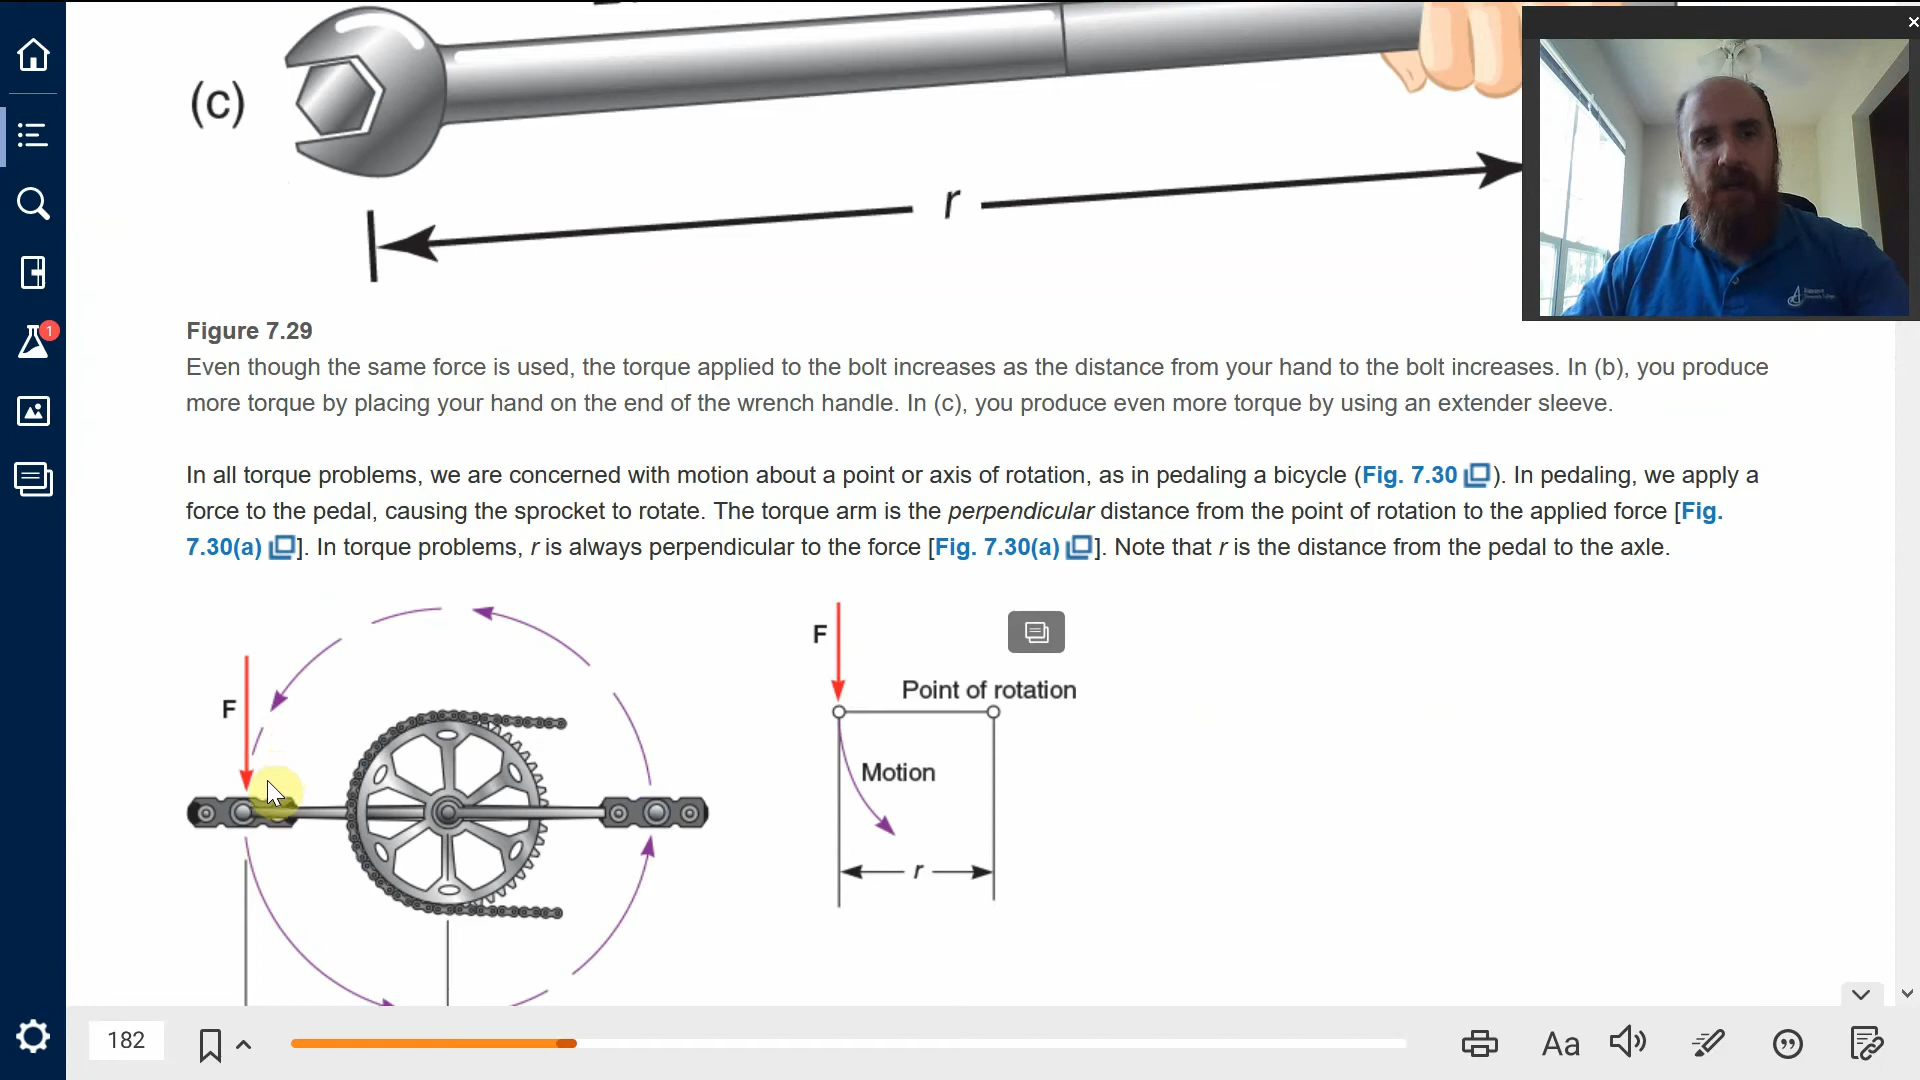 (c)
r
Figure 7.29
Even though the same force is used, the torque applied to the bolt increases as the distance from your hand to the bolt increases. In (b), you produce
more torque by placing your hand on the end of the wrench handle. In (c), you produce even more torque by using an extender sleeve.
In all torque problems, we are concerned with motion about a point or axis of rotation, as in pedaling a bicycle (Fig. 7.30). In pedaling, we apply a
force to the pedal, causing the sprocket to rotate. The torque arm is the perpendicular distance from the point of rotation to the applied force [Fig.
7.30(a)]. In torque problems, r is always perpendicular to the force [Fig. 7.30(a)]. Note that r is the distance from the pedal to the axle.
F
F
Point of rotation
Motion
r
1
182
Aa